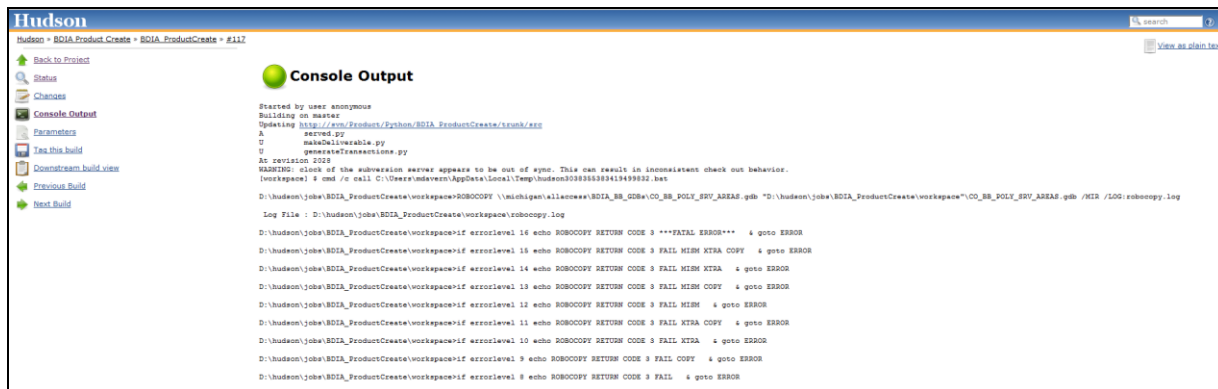 Hudson
search
Hudson » BDIA Product Create » BDIA_ProductCreate » #117
View as plain tex
Back to Project
Status
Changes
Console Output
Parameters
Tag this build
Downstream build view
Previous Build
Next Build
Console Output
Started by user anonymous
Building on master
Updating http://svn/Product/Python/BDIA_ProductCreate/trunk/src
A served.py
U makeDeliverable.py
U generateTransactions.py
At revision 2028
WARNING: clock of the subversion server appears to be out of sync. This can result in inconsistent check out behavior.
[workspace] $ cmd /c call C:\Users\mdavern\AppData\Local\Temp\hudson3038355383419499832.bat
D:\hudson\jobs\BDIA_ProductCreate\workspace>ROBOCOPY \\michigan\allaccess\BDIA_BB_GDBs\CO_BB_POLY_SRV_AREAS.gdb "D:\hudson\jobs\BDIA_ProductCreate\workspace"\CO_BB_POLY_SRV_AREAS.gdb /MIR /LOG:robocopy.log
Log File : D:\hudson\jobs\BDIA_ProductCreate\workspace\robocopy.log
D:\hudson\jobs\BDIA_ProductCreate\workspace>if errorlevel 16 echo ROBOCOPY RETURN CODE 3 ***FATAL ERROR*** & goto ERROR
D:\hudson\jobs\BDIA_ProductCreate\workspace>if errorlevel 15 echo ROBOCOPY RETURN CODE 3 FAIL MISM XTRA COPY & goto ERROR
D:\hudson\jobs\BDIA_ProductCreate\workspace>if errorlevel 14 echo ROBOCOPY RETURN CODE 3 FAIL MISM XTRA & goto ERROR
D:\hudson\jobs\BDIA_ProductCreate\workspace>if errorlevel 13 echo ROBOCOPY RETURN CODE 3 FAIL MISM COPY & goto ERROR
D:\hudson\jobs\BDIA_ProductCreate\workspace>if errorlevel 12 echo ROBOCOPY RETURN CODE 3 FAIL MISM & goto ERROR
D:\hudson\jobs\BDIA_ProductCreate\workspace>if errorlevel 11 echo ROBOCOPY RETURN CODE 3 FAIL XTRA COPY & goto ERROR
D:\hudson\jobs\BDIA_ProductCreate\workspace>if errorlevel 10 echo ROBOCOPY RETURN CODE 3 FAIL XTRA & goto ERROR
D:\hudson\jobs\BDIA_ProductCreate\workspace>if errorlevel 9 echo ROBOCOPY RETURN CODE 3 FAIL COPY & goto ERROR
D:\hudson\jobs\BDIA_ProductCreate\workspace>if errorlevel 8 echo ROBOCOPY RETURN CODE 3 FAIL & goto ERROR